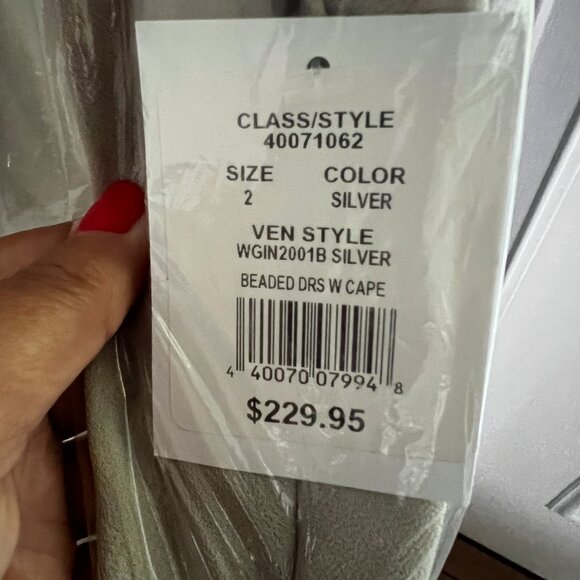 CLASS/STYLE
40071062
SIZE COLOR
2 SILVER
VEN STYLE
WGIN2001B SILVER
BEADED DRS W CAPE
4 40070 07994 8
$229.95